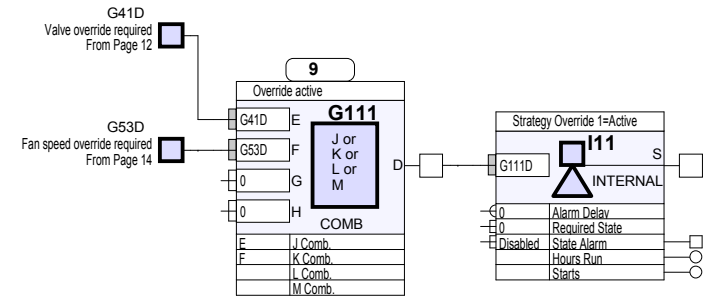 G41D
Valve override required
From Page 12
G53D
Fan speed override required
From Page 14
9
Override active
G111
G41D E
G53D F
0 G
0 H
J or
K or
L or
M
D
COMB
E J Comb.
F K Comb.
L Comb.
M Comb.
Strategy Override 1=Active
I11
G111D
S
INTERNAL
0 Alarm Delay
0 Required State
Disabled State Alarm
Hours Run
Starts